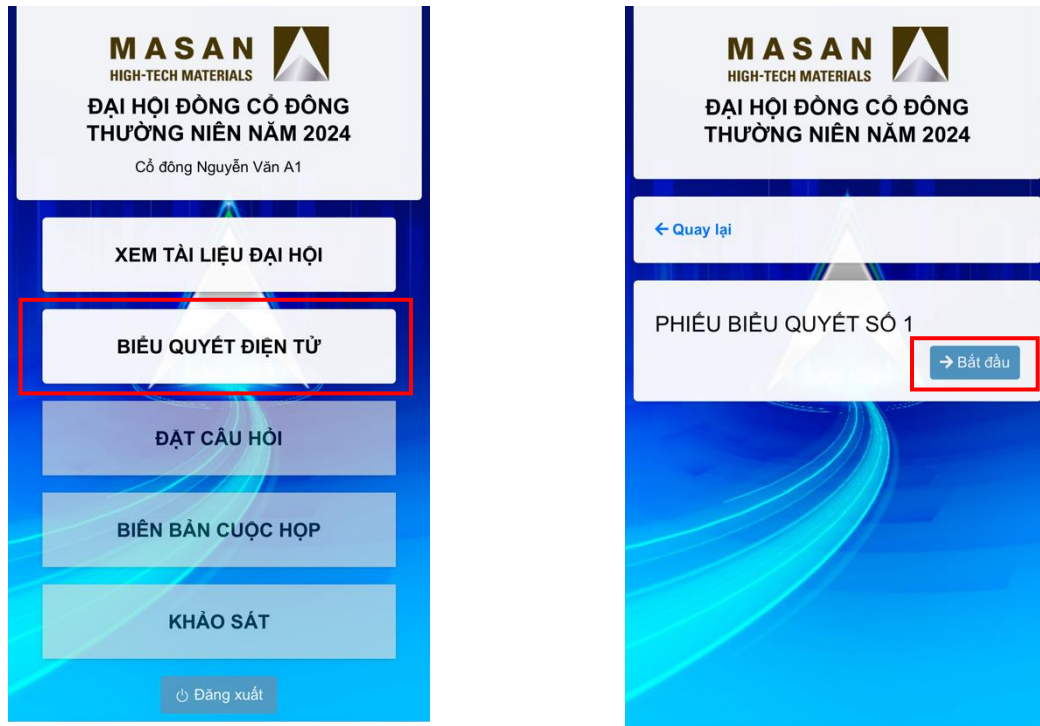 MASAN
HIGH-TECH MATERIALS
ĐẠI HỘI ĐỒNG CỔ ĐÔNG
THƯỜNG NIÊN NĂM 2024
Cổ đông Nguyễn Văn A1
XEM TÀI LIỆU ĐẠI HỘI
BIỂU QUYẾT ĐIỆN TỬ
ĐẶT CÂU HỎI
BIÊN BẢN CUỘC HỌP
KHẢO SÁT
Đăng xuất
MASAN
HIGH-TECH MATERIALS
ĐẠI HỘI ĐỒNG CỔ ĐÔNG
THƯỜNG NIÊN NĂM 2024
← Quay lại
PHIẾU BIỂU QUYẾT SỐ 1
→ Bắt đầu